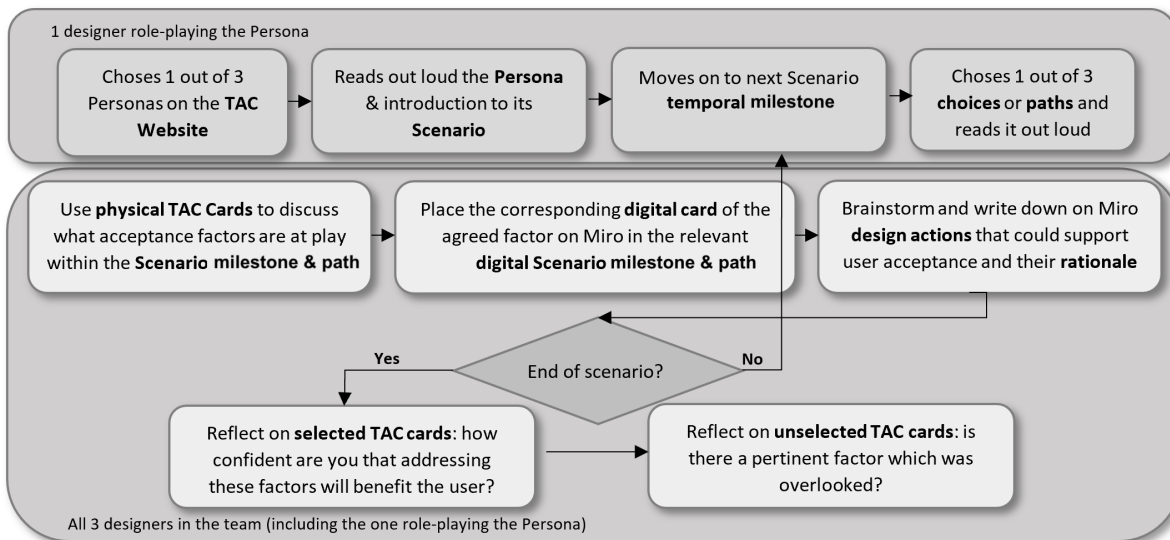 1 designer role-playing the Persona
Choses 1 out of 3
Personas on the TAC
Website
Reads out loud the Persona
& introduction to its
Scenario
Moves on to next Scenario
temporal milestone
Choses 1 out of 3
choices or paths and
reads it out loud
Use physical TAC Cards to discuss
what acceptance factors are at play
within the Scenario milestone & path
Place the corresponding digital card of the
agreed factor on Miro in the relevant
digital Scenario milestone & path
Brainstorm and write down on Miro
design actions that could support
user acceptance and their rationale
End of scenario?
Yes
No
Reflect on selected TAC cards: how
confident are you that addressing
these factors will benefit the user?
Reflect on unselected TAC cards: is
there a pertinent factor which was
overlooked?
All 3 designers in the team (including the one role-playing the Persona)